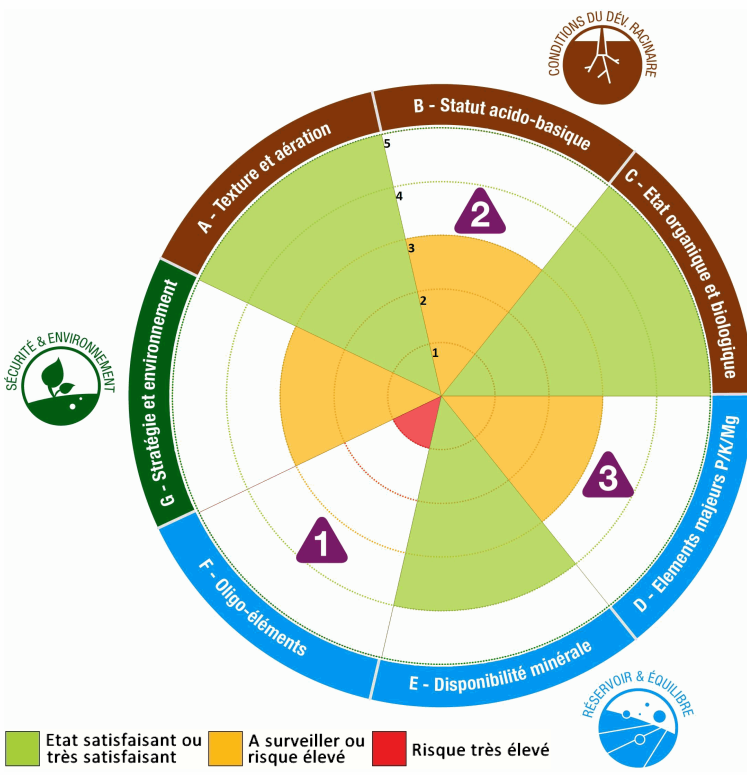 CONDITIONS DU DÉV. RACINAIRE
B - Statut acido-basique
A - Texture et aération
C - Etat organique et biologique
5
4
2
3
2
1
SÉCURITÉ & ENVIRONNEMENT
G - Stratégie et environnement
3
D - Elements majeurs P/K/Mg
1
F - Oligo-éléments
E - Disponibilité minérale
RÉSERVOIR & ÉQUILIBRE
Etat satisfaisant ou
très satisfaisant
A surveiller ou
risque élevé
Risque très élevé